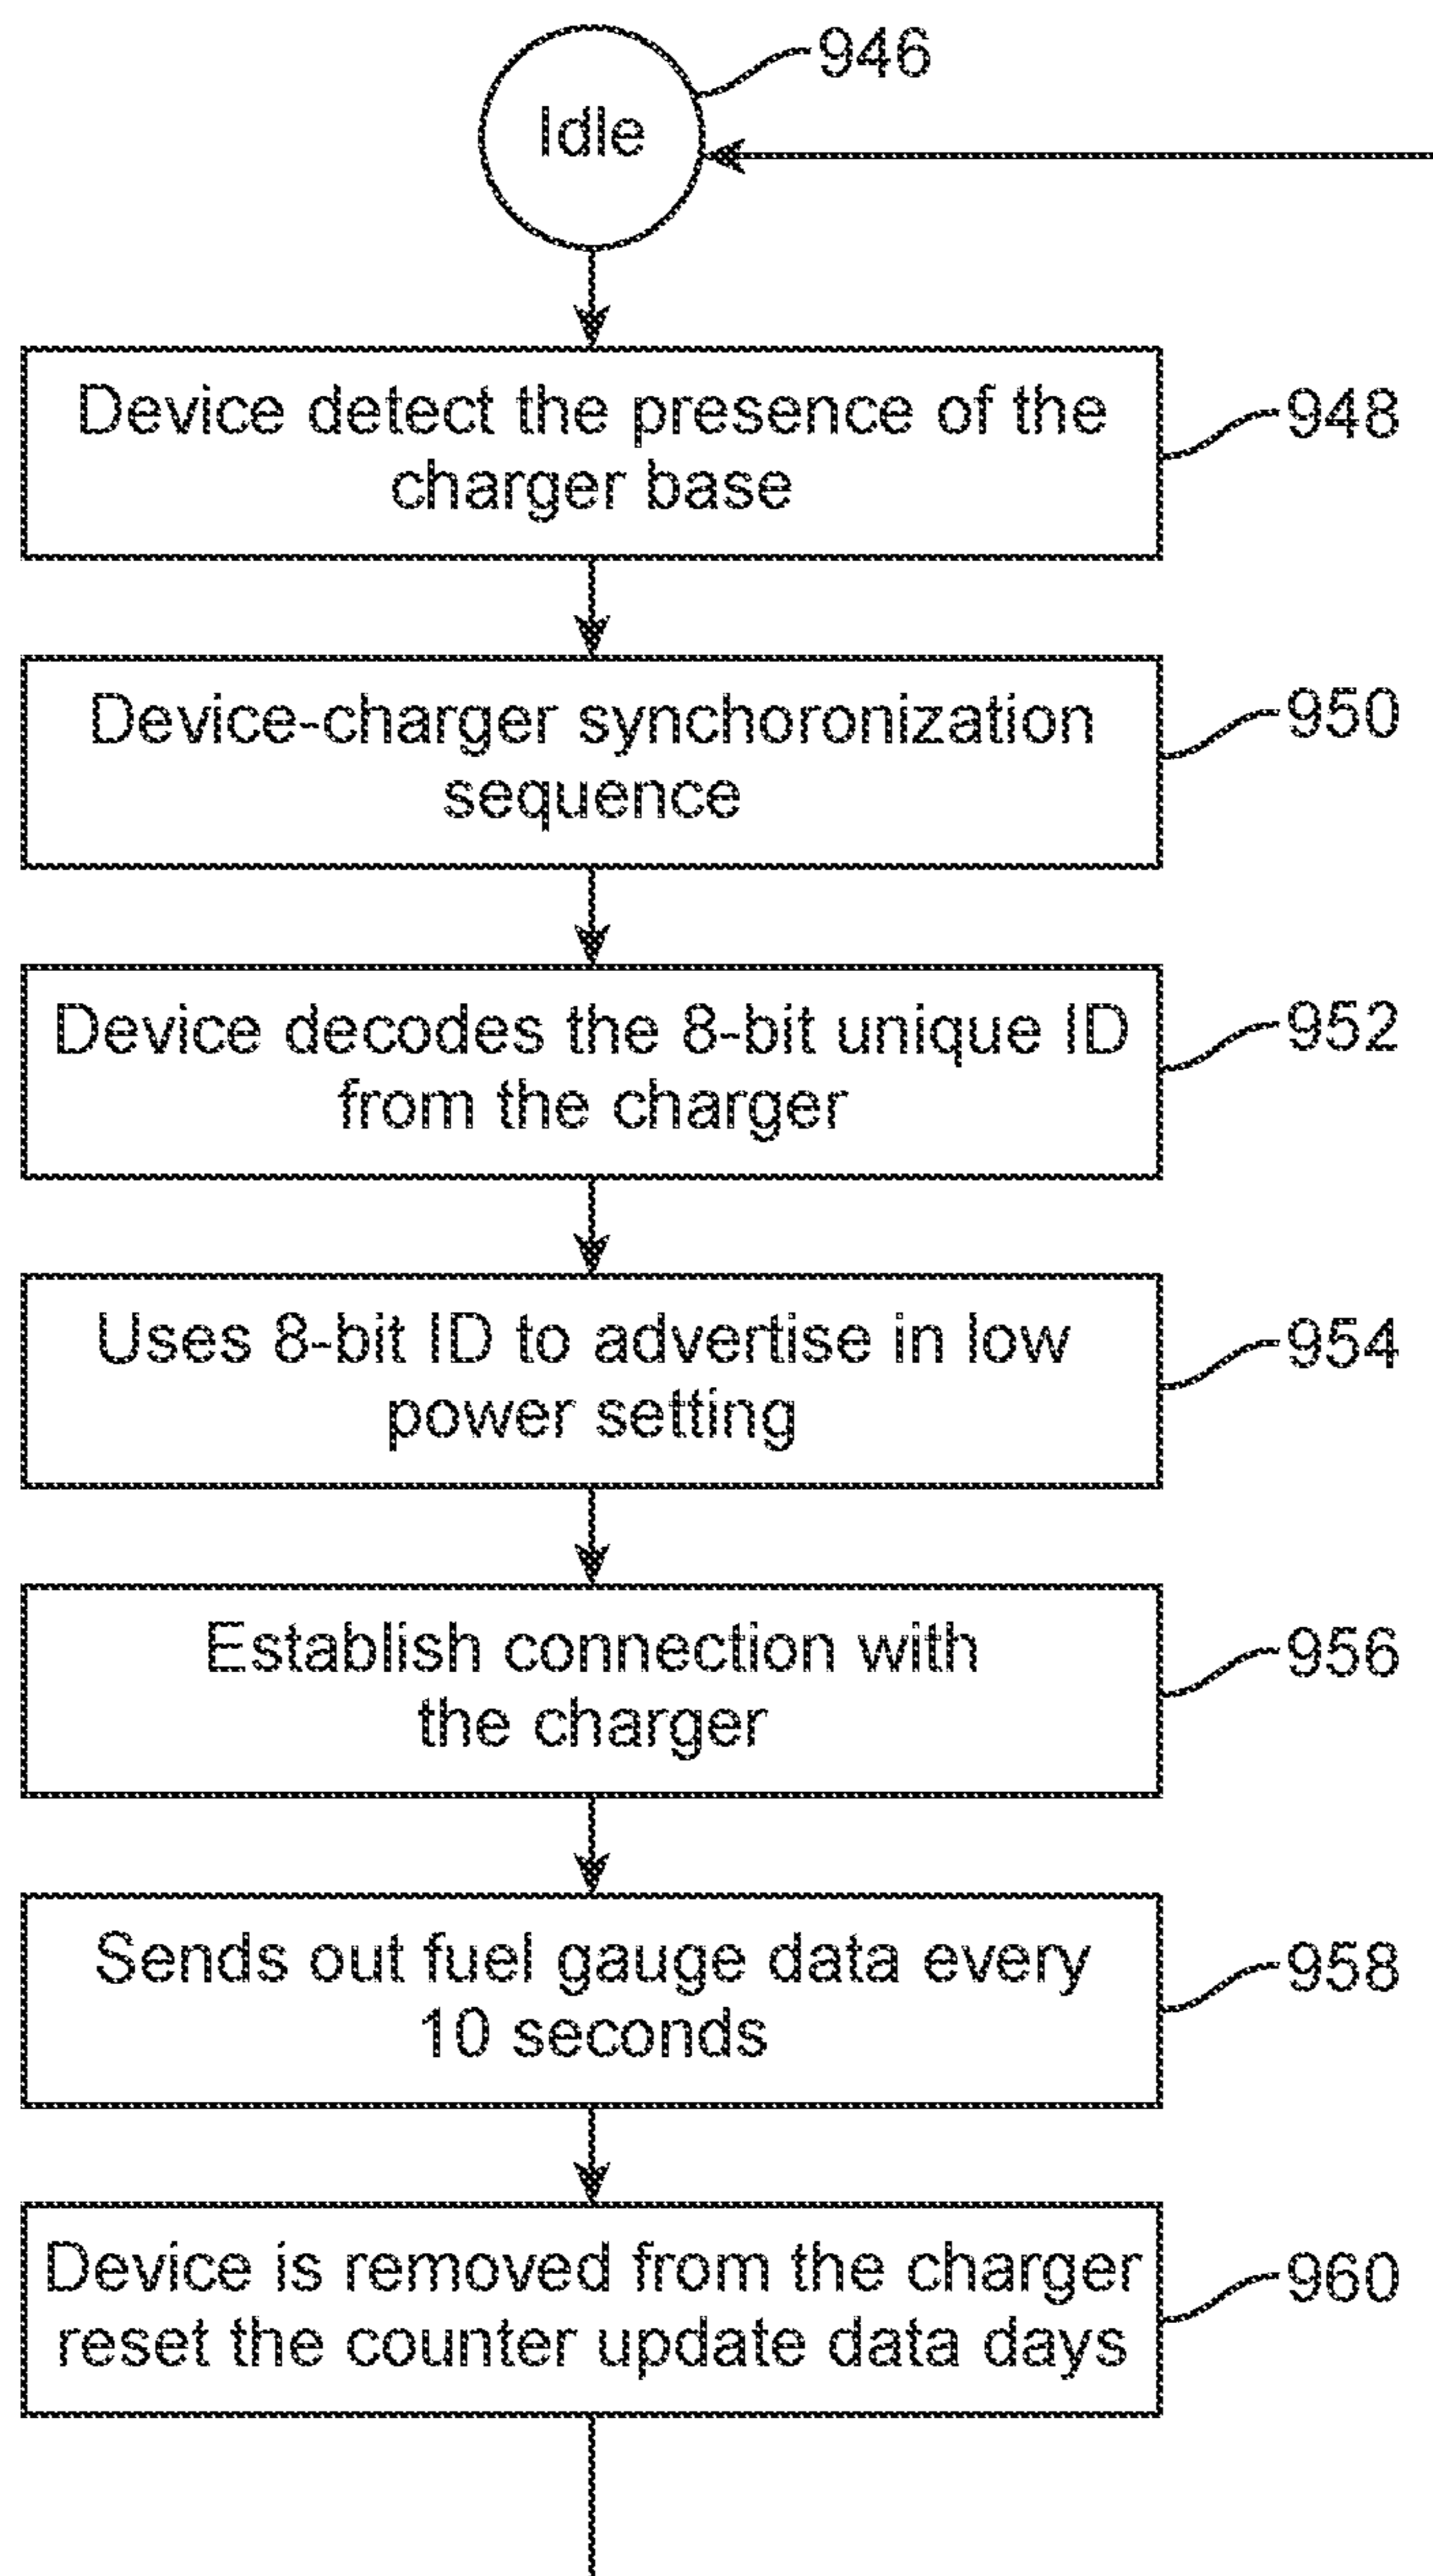 946
Idle
Device detect the presence of the
charger base
948
Device-charger synchoronization
sequence
950
Device decodes the 8-bit unique ID
from the charger
952
Uses 8-bit ID to advertise in low
power setting
954
Establish connection with
the charger
956
Sends out fuel gauge data every
10 seconds
958
Device is removed from the charger
reset the counter update data days
960